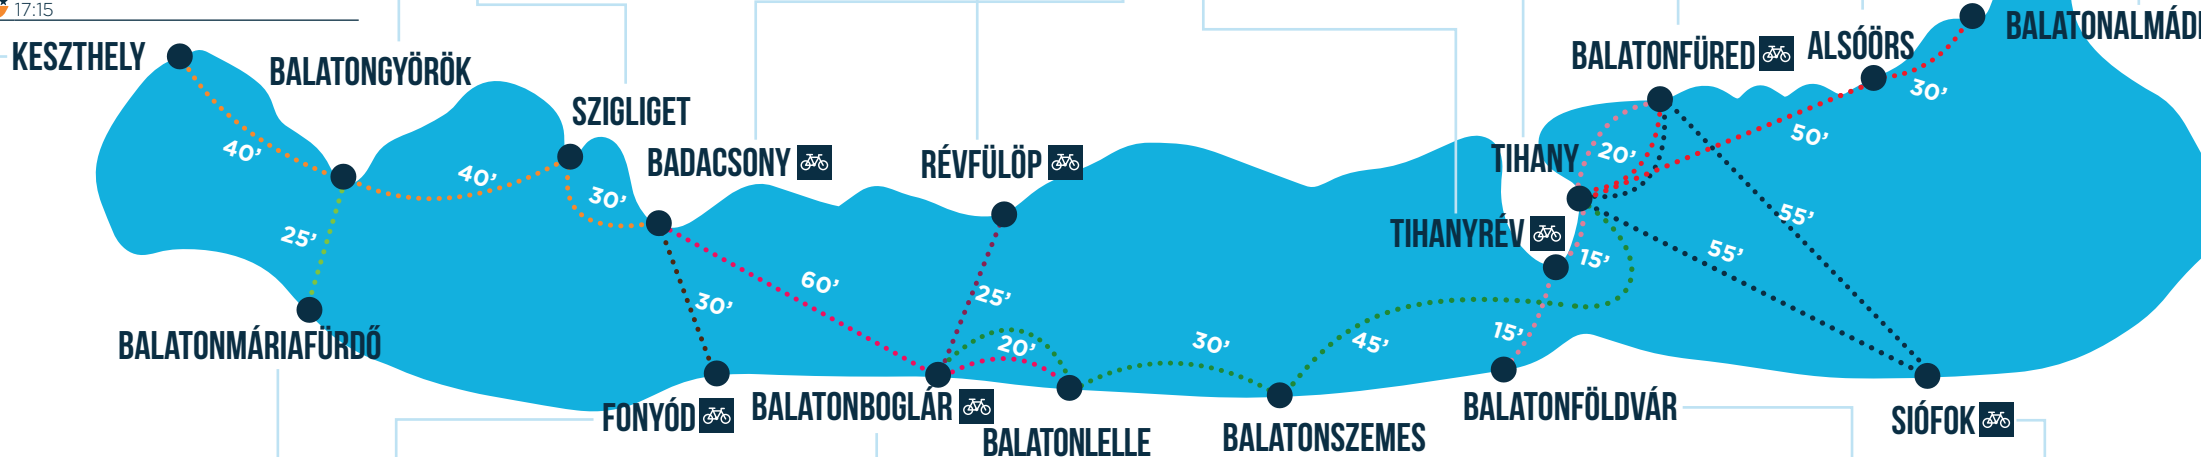 17:15
KESZTHELY
BALATONGYÖRÖK
SZIGLIGET
BADACSONY
RÉVFÜLÖP
TIHANY
TIHANYRÉV
BALATONFÜRED
ALSÓÖRS
BALATONALMÁDI
40’
40’
30’
25’
60’
30’
25’
20’
30’
45’
15’
15’
20’
50’
30’
55’
55’
BALATONMÁRIAFÜRDŐ
FONYÓD
BALATONBOGLÁR
BALATONLELLE
BALATONSZEMES
BALATONFÖLDVÁR
SIÓFOK